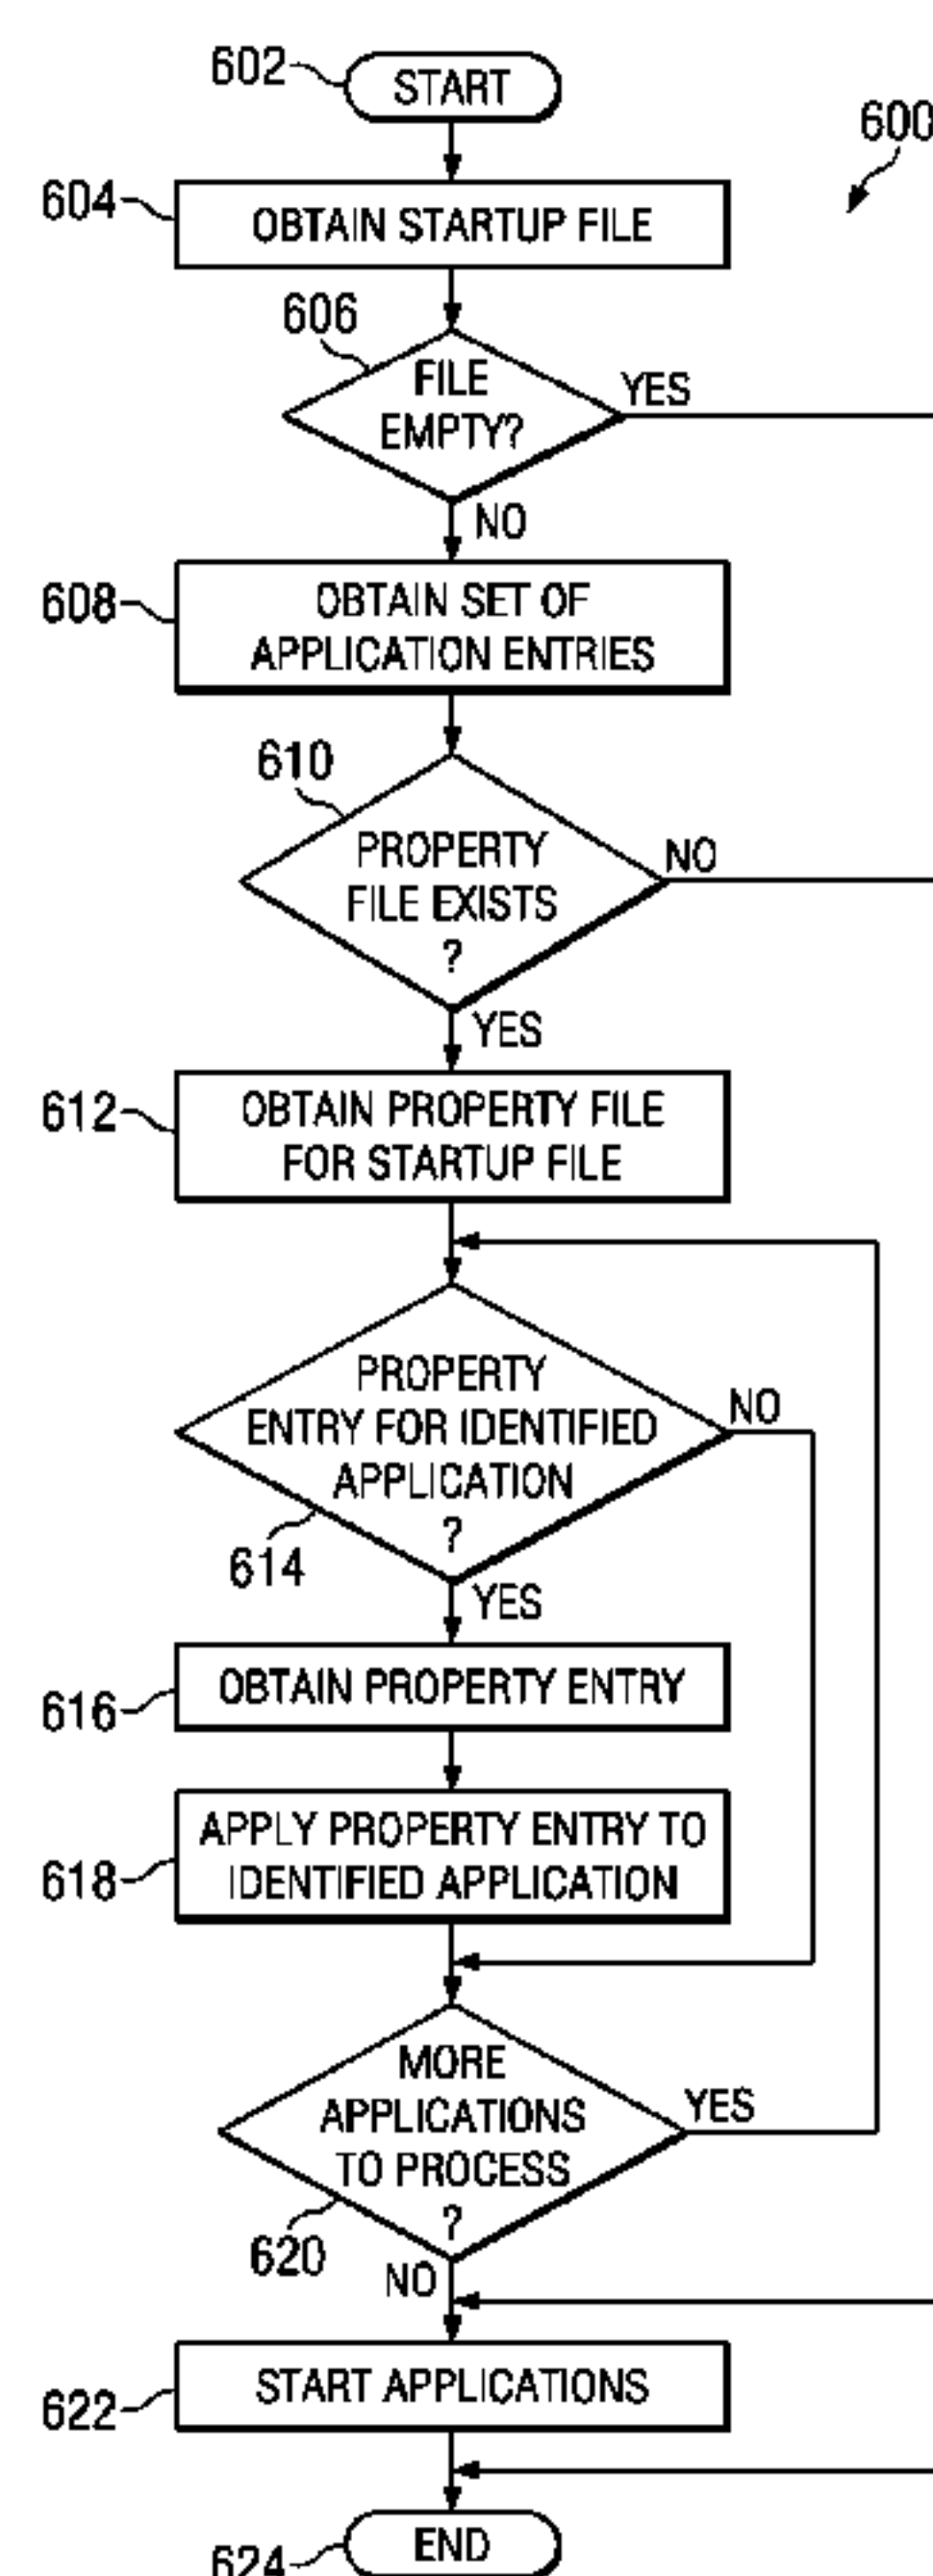 602
START
600
604
OBTAIN STARTUP FILE
606
FILE
EMPTY?
YES
NO
608
OBTAIN SET OF
APPLICATION ENTRIES
610
PROPERTY
FILE EXISTS
?
NO
YES
612
OBTAIN PROPERTY FILE
FOR STARTUP FILE
PROPERTY
ENTRY FOR IDENTIFIED
APPLICATION
?
NO
614
YES
616
OBTAIN PROPERTY ENTRY
618
APPLY PROPERTY ENTRY TO
IDENTIFIED APPLICATION
MORE
APPLICATIONS
TO PROCESS
?
YES
620
NO
622
START APPLICATIONS
624
END